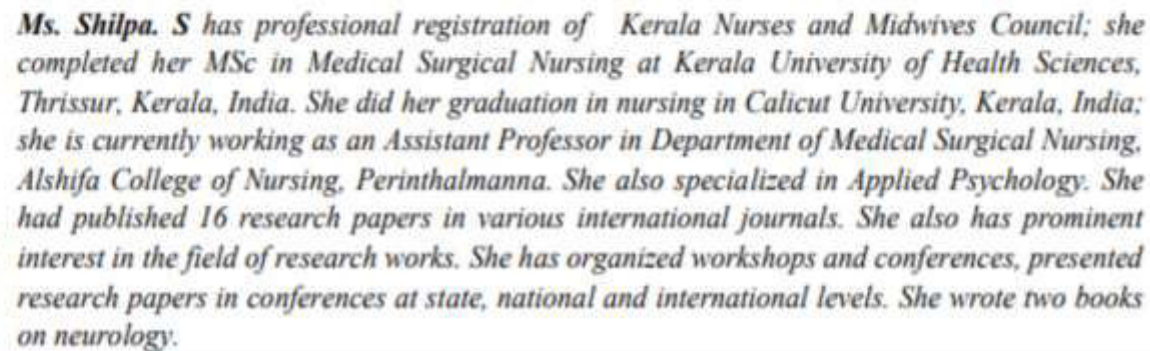 Ms. Shilpa. S has professional registration of Kerala Nurses and Midwives Council; she
completed her MSc in Medical Surgical Nursing at Kerala University of Health Sciences,
Thrissur, Kerala, India. She did her graduation in nursing in Calicut University, Kerala, India;
she is currently working as an Assistant Professor in Department of Medical Surgical Nursing,
Alshifa College of Nursing, Perinthalmanna. She also specialized in Applied Psychology. She
had published 16 research papers in various international journals. She also has prominent
interest in the field of research works. She has organized workshops and conferences, presented
research papers in conferences at state, national and international levels. She wrote two books
on neurology.